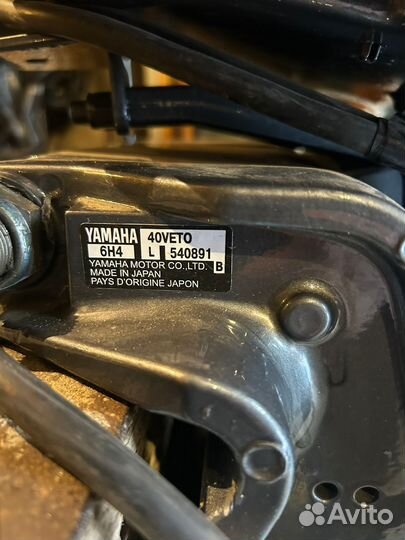 YAMAHA 40VETO
6H4 L 540891
YAMAHA MOTOR CO., LTD. B
MADE IN JAPAN
PAYS D'ORIGINE JAPON
Avito